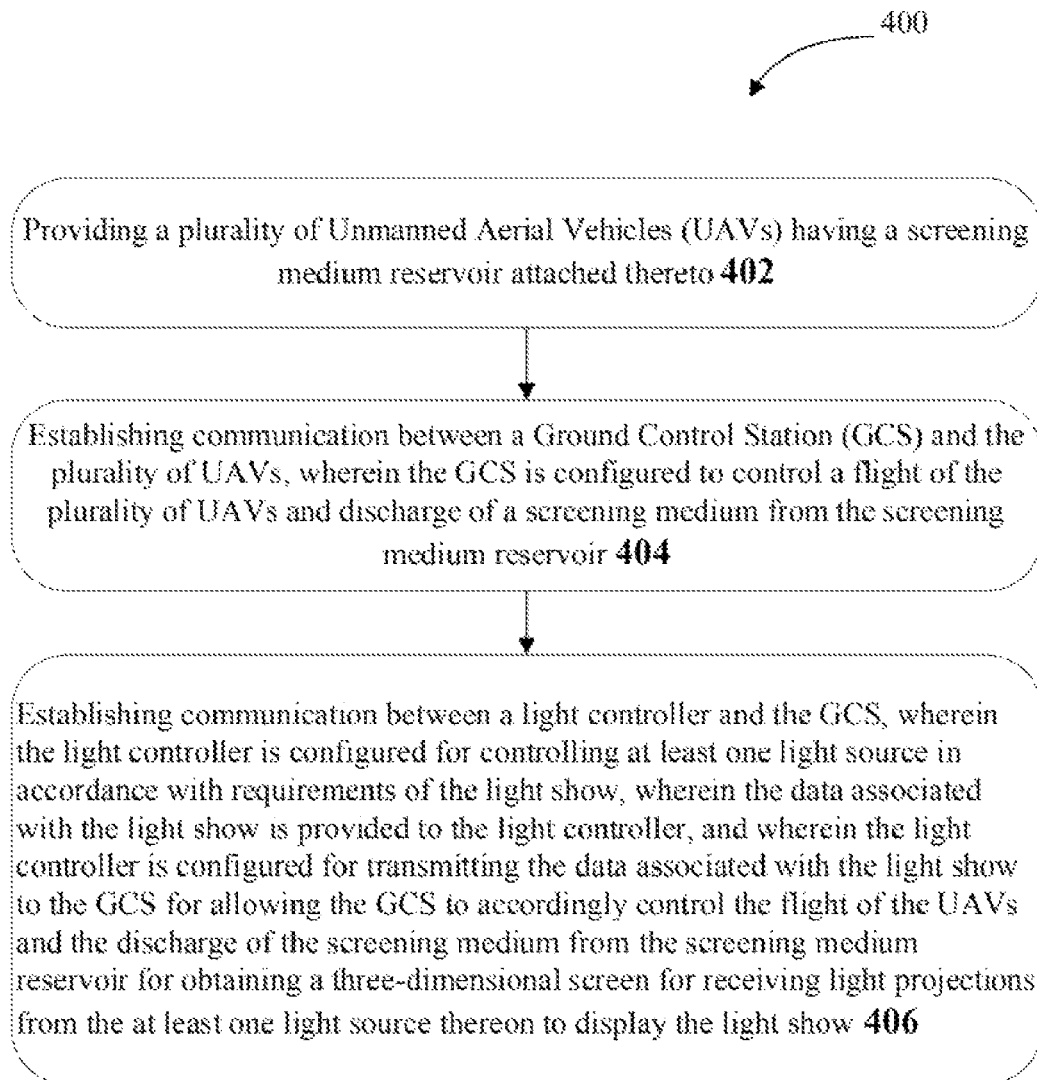 400
Providing a plurality of Unmanned Aerial Vehicles (UAVs) having a screening
medium reservoir attached thereto 402
Establishing communication between a Ground Control Station (GCS) and the
plurality of UAVs, wherein the GCS is configured to control a flight of the
plurality of UAVs and discharge of a screening medium from the screening
medium reservoir 404
Establishing communication between a light controller and the GCS, wherein
the light controller is configured for controlling at least one light source in
accordance with requirements of the light show, wherein the data associated
with the light show is provided to the light controller, and wherein the light
controller is configured for transmitting the data associated with the light show
to the GCS for allowing the GCS to accordingly control the flight of the UAVs
and the discharge of the screening medium from the screening medium
reservoir for obtaining a three-dimensional screen for receiving light projections
from the at least one light source thereon to display the light show 406